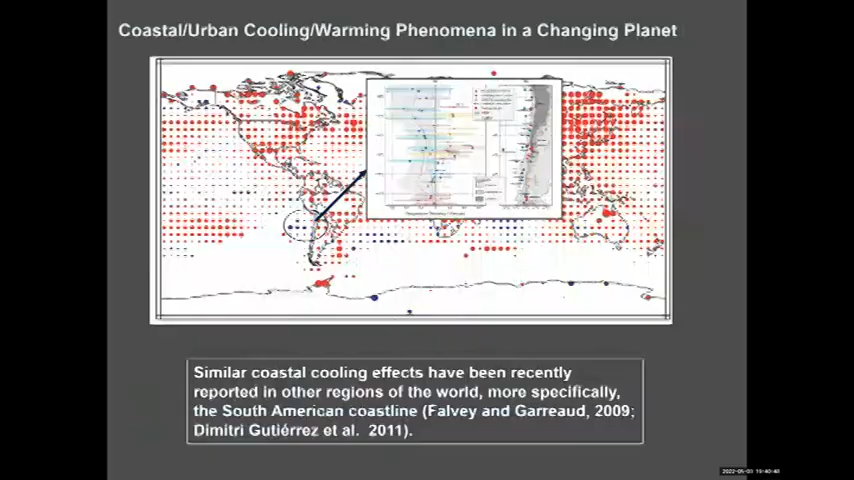 Coastal/Urban Cooling/Warming Phenomena in a Changing Planet
Similar coastal cooling effects have been recently
reported in other regions of the world, more specifically,
the South American coastline (Falvey and Garreaud, 2009;
Dimitri Gutiérrez et al. 2011).